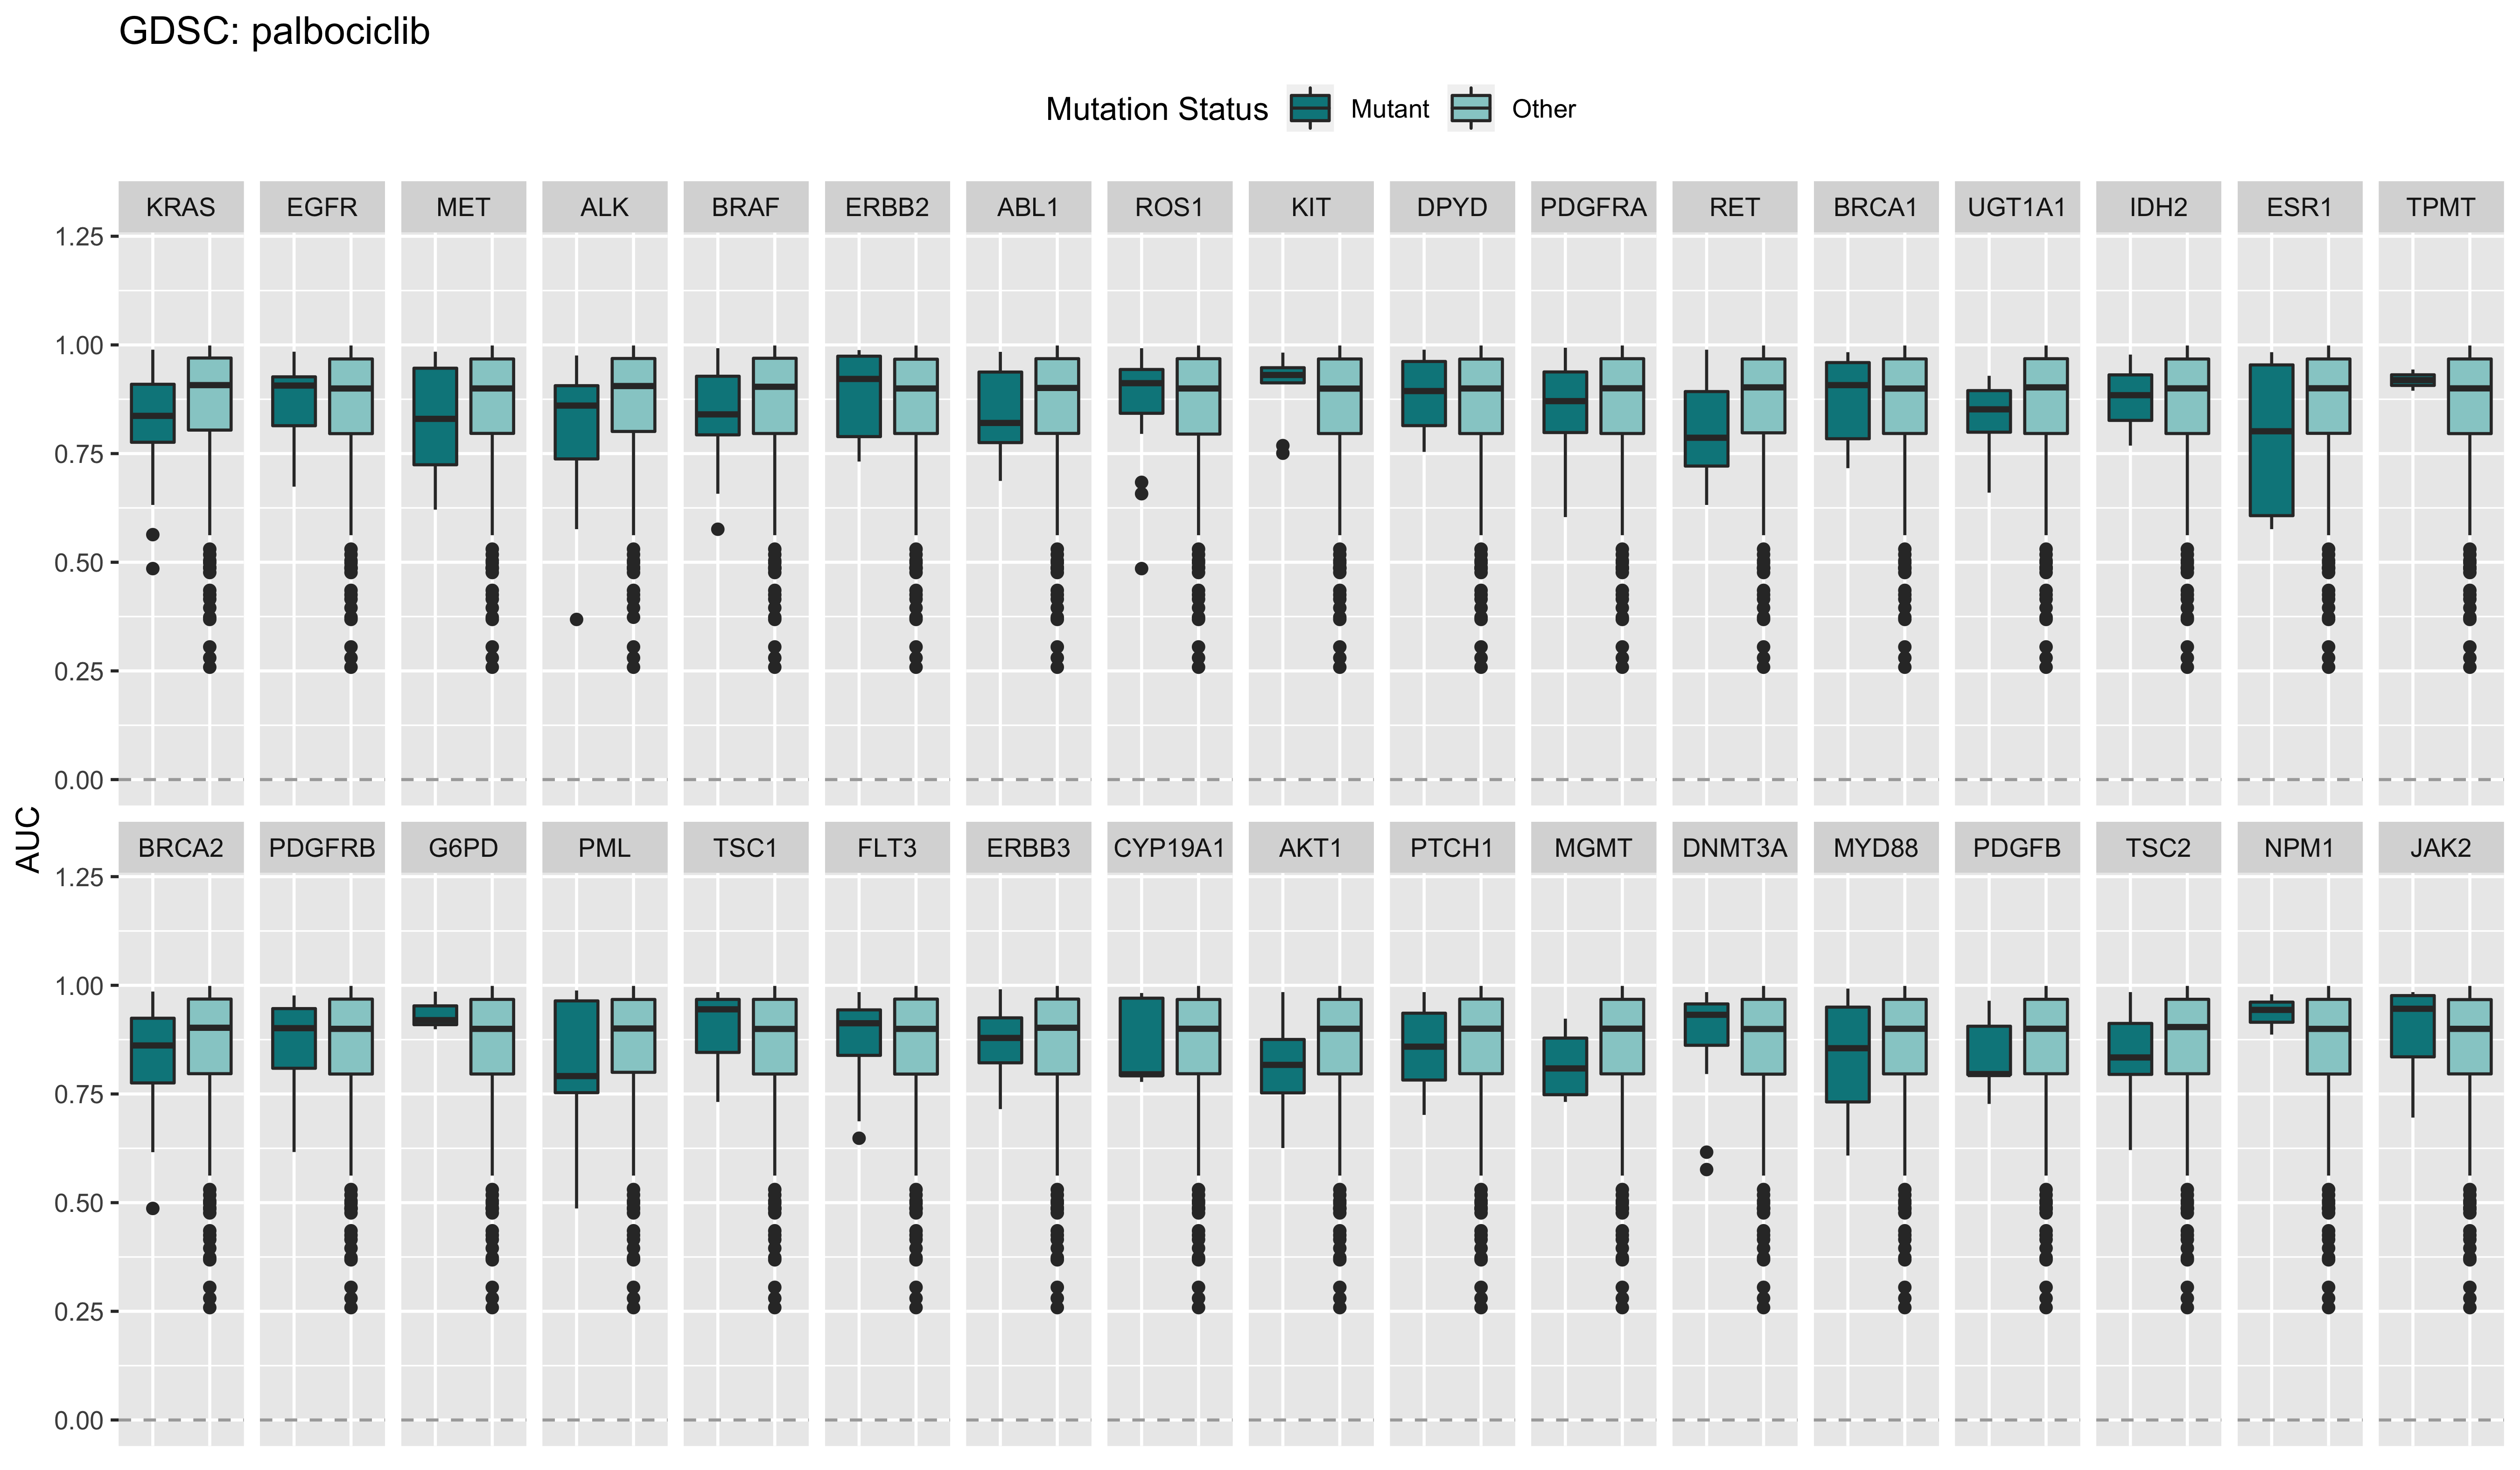 GDSC: palbociclib
Mutation Status Mutant Other
KRAS EGFR MET ALK BRAF ERBB2 ABL1 ROS1 KIT DPYD PDGFRA RET BRCA1 UGT1A1 IDH2 ESR1 TPMT
1.25
1.00
0.75
0.50
0.25
0.00
AUC
BRCA2 PDGFRB G6PD PML TSC1 FLT3 ERBB3 CYP19A1 AKT1 PTCH1 MGMT DNMT3A MYD88 PDGFB TSC2 NPM1 JAK2
1.25
1.00
0.75
0.50
0.25
0.00